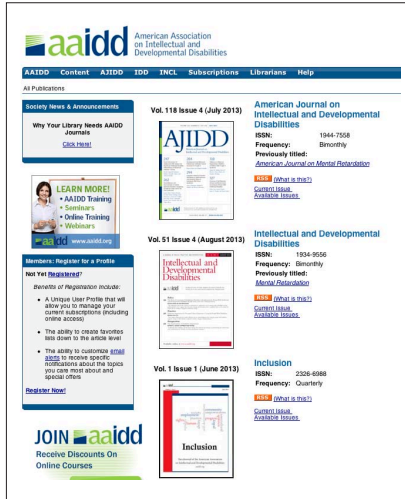 aaidd
American Association
on Intellectual and
Developmental Disabilities
AAIDD Content AJIDD IDD INCL Subscriptions Librarians Help
All Publications
Society News & Announcements
Why Your Library Needs AAIDD
Journals
Click Here!
LEARN MORE!
• AAIDD Training
• Seminars
• Online Training
• Webinars
aaidd www.aaidd.org
Members: Register for a Profile
Not Yet Registered?
Benefits of Registration Include:
• A Unique User Profile that will
allow you to manage your
current subscriptions (including
online access)
• The ability to create favorites
lists down to the article level
• The ability to customize email
alerts to receive specific
notifications about the topics
you care most about and
special offers
Register Now!
JOIN aaidd
Receive Discounts On
Online Courses
Vol. 118 Issue 4 (July 2013)
AJIDD
American Journal on
Intellectual and Developmental
Disabilities
ISSN: 1944-7558
Frequency: Bimonthly
Previously titled:
American Journal on Mental Retardation
RSS (What is this?)
Current Issue
Available Issues
Vol. 51 Issue 4 (August 2013)
Intellectual and
Developmental
Disabilities
Intellectual and Developmental
Disabilities
ISSN: 1934-9556
Frequency: Bimonthly
Previously titled:
Mental Retardation
RSS (What is this?)
Current Issue
Available Issues
Vol. 1 Issue 1 (June 2013)
Inclusion
Inclusion
ISSN: 2326-6988
Frequency: Quarterly
RSS (What is this?)
Current Issue
Available Issues